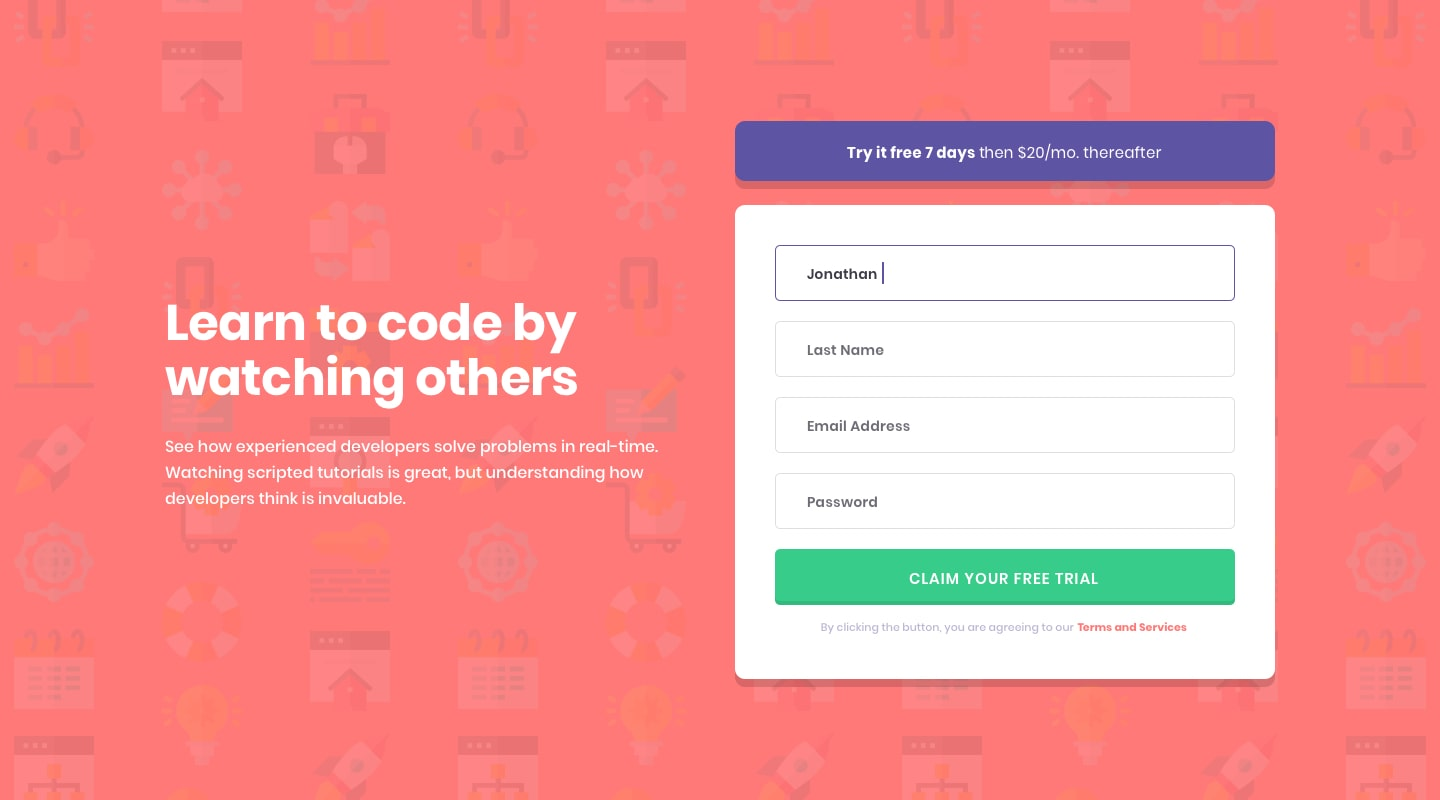 Learn to code by
watching others
See how experienced developers solve problems in real-time.
Watching scripted tutorials is great, but understanding how
developers think is invaluable.
Try it free 7 days then $20/mo. thereafter
Jonathan
Last Name
Email Address
Password
CLAIM YOUR FREE TRIAL
By clicking the button, you are agreeing to our Terms and Services